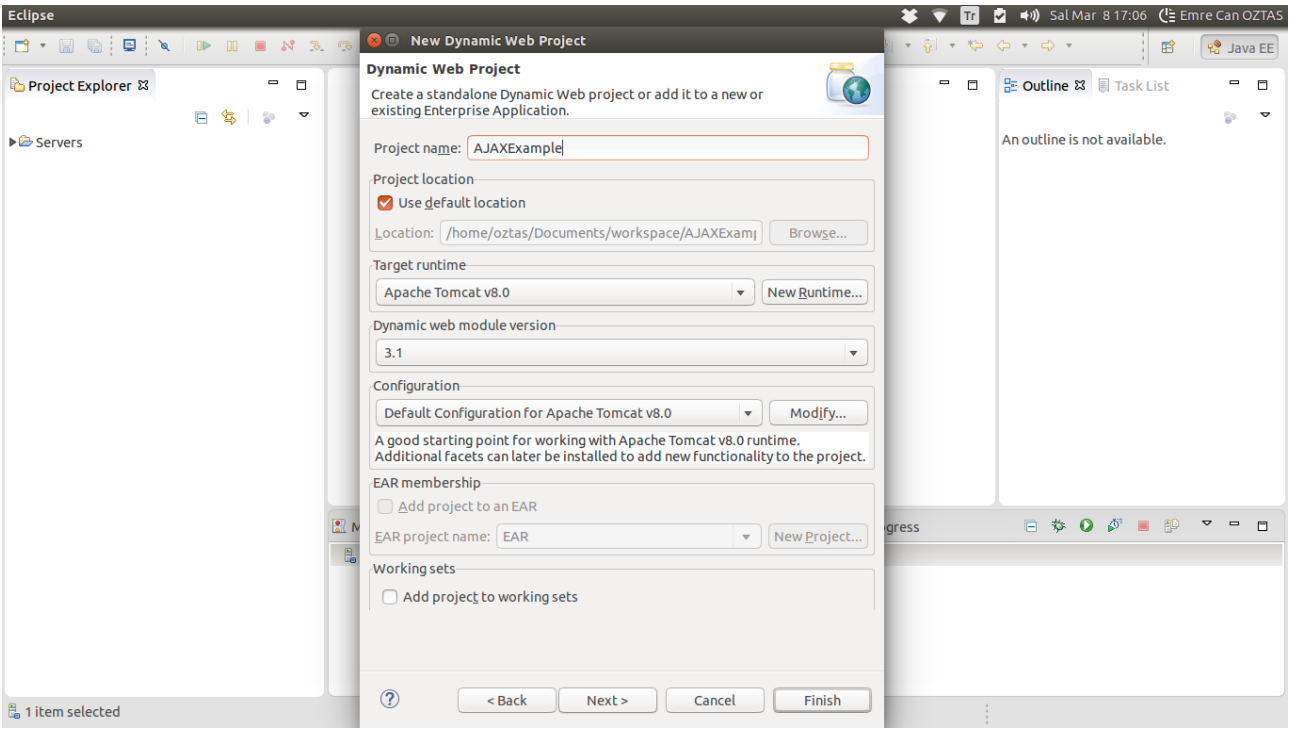 Eclipse
Tr
Sal Mar 8 17:06
Emre Can OZTAS
Java EE
Project Explorer
Servers
New Dynamic Web Project
Dynamic Web Project
Create a standalone Dynamic Web project or add it to a new or
existing Enterprise Application.
Project name: AJAXExample
Project location
Use default location
Location: /home/oztas/Documents/workspace/AJAXExam
Browse...
Target runtime
Apache Tomcat v8.0
New Runtime...
Dynamic web module version
3.1
Configuration
Default Configuration for Apache Tomcat v8.0
Modify...
A good starting point for working with Apache Tomcat v8.0 runtime.
Additional facets can later be installed to add new functionality to the project.
EAR membership
Add project to an EAR
EAR project name: EAR
New Project...
Working sets
Add project to working sets
< Back
Next >
Cancel
Finish
Outline
Task List
An outline is not available.
M
gress
1 item selected